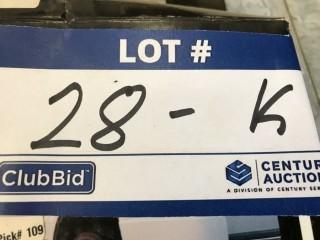 LOT #
28 - K
ClubBid
CENTUR
AUCTION
A DIVISION OF CENTURY SER
Pick# 109